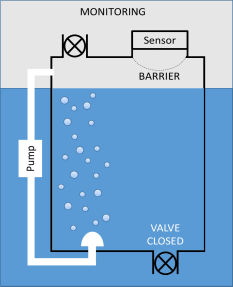 MONITORING
Sensor
BARRIER
Pump
VALVE
CLOSED